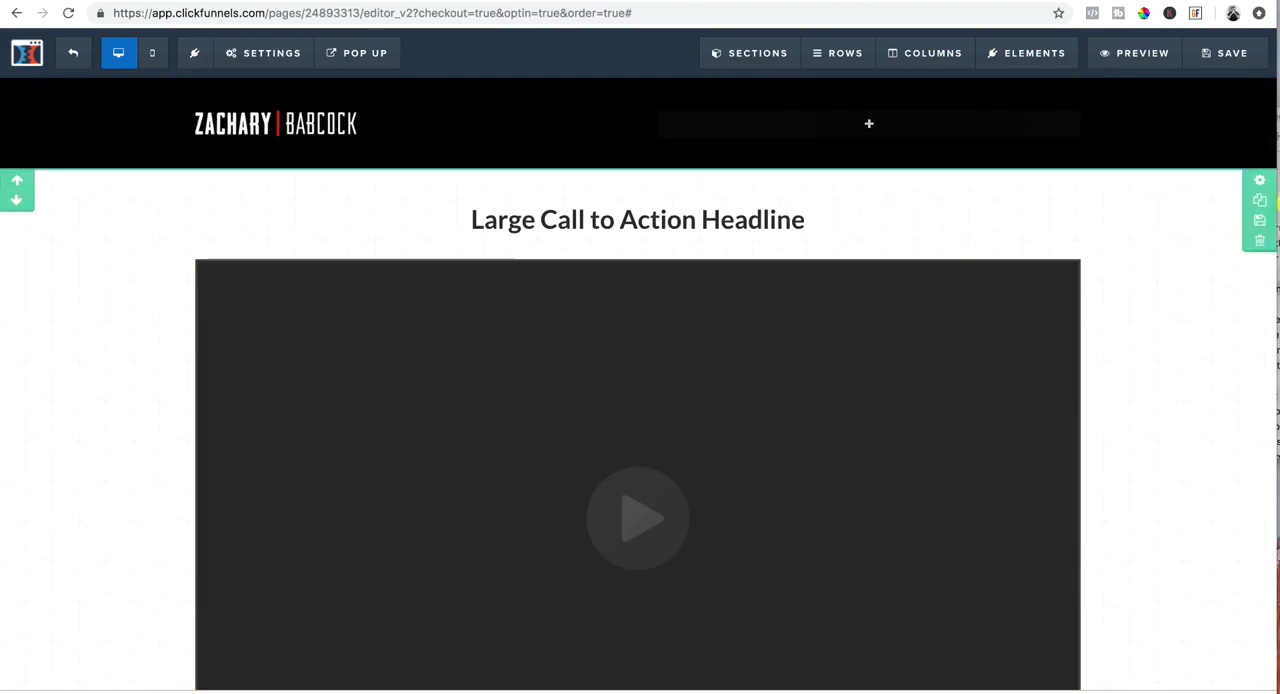 https://app.clickfunnels.com/pages/24893313/editor_v2?checkout=true&optin=true&order=true#
SETTINGS
POP UP
SECTIONS
ROWS
COLUMNS
ELEMENTS
PREVIEW
SAVE
ZACHARY | BABCOCK
Large Call to Action Headline